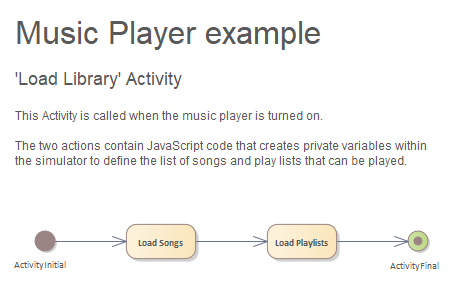 Music Player example
'Load Library' Activity
This Activity is called when the music player is turned on.
The two actions contain JavaScript code that creates private variables within
the simulator to define the list of songs and play lists that can be played.
Load Songs
Load Playlists
ActivityInitial
ActivityFinal